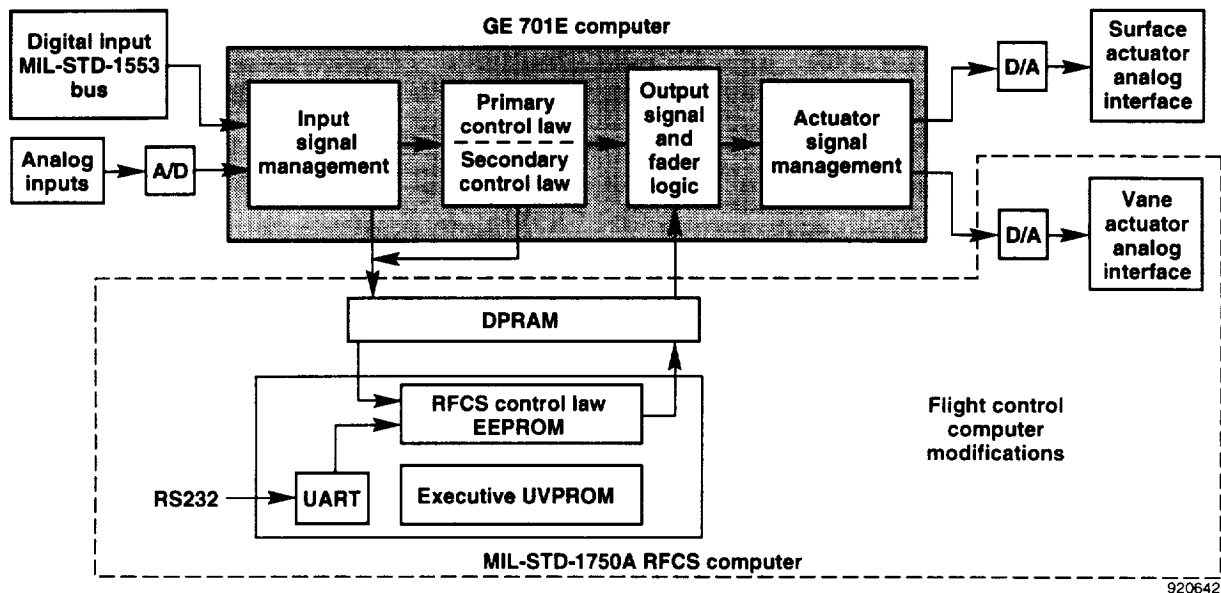 GE 701E computer
Digital input
MIL-STD-1553
bus
Analog
inputs
A/D
Input
signal
management
Primary
control law
Secondary
control law
Output
signal
and
fader
logic
Actuator
signal
management
D/A
Surface
actuator
analog
interface
D/A
Vane
actuator
analog
interface
DPRAM
RFCS control law
EEPROM
RS232
UART
Executive UVPROM
Flight control
computer
modifications
MIL-STD-1750A RFCS computer
920642